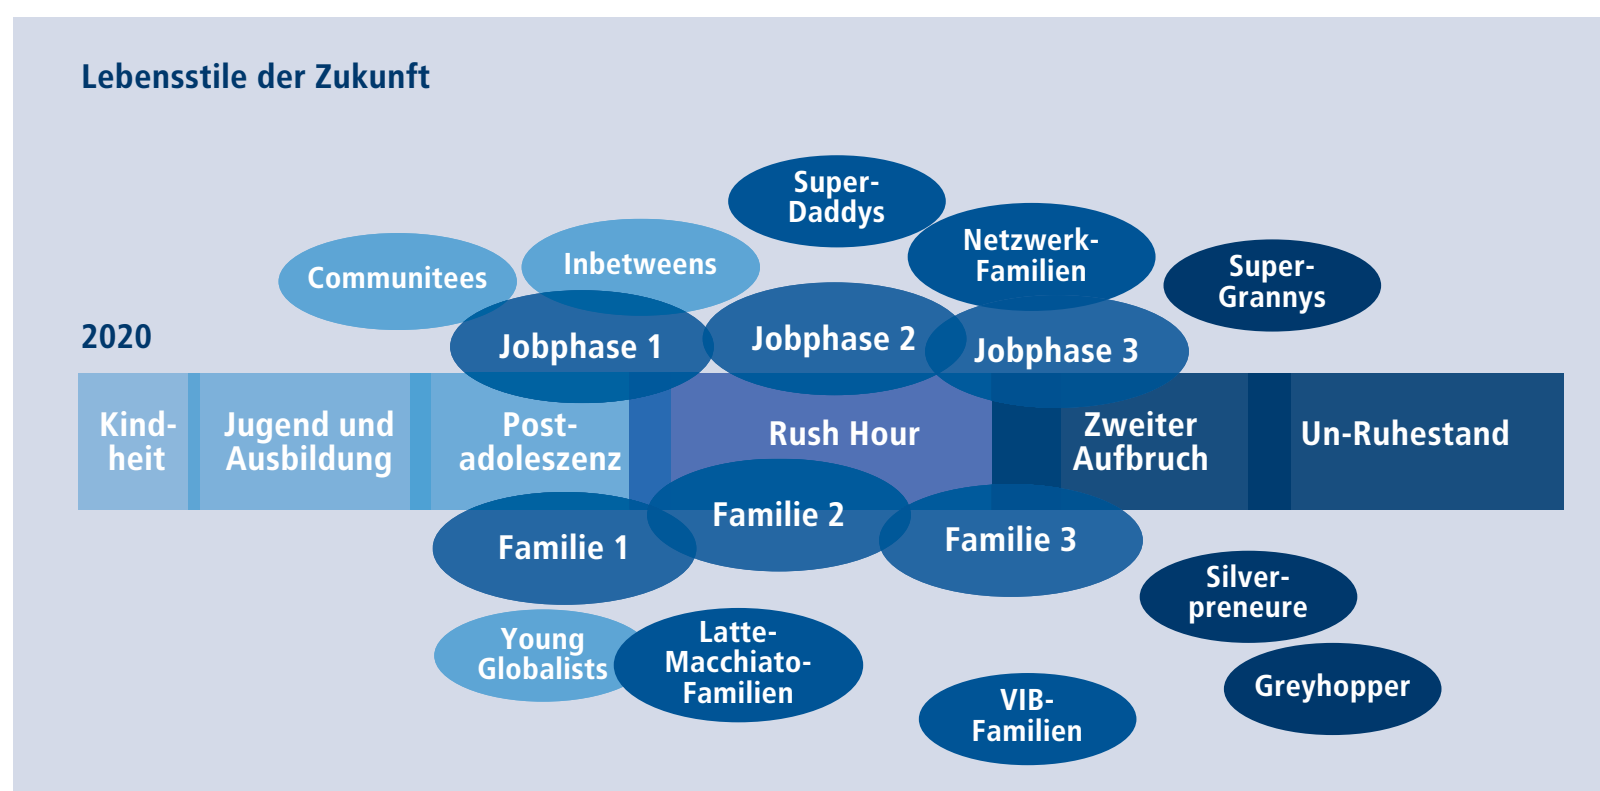 Lebensstile der Zukunft
Super-
Daddys
Netzwerk-
Familien
Communitees
Inbetweens
Super-
Grannys
2020
Jobphase 1
Jobphase 2
Jobphase 3
Kind-
heit
Jugend und
Ausbildung
Post-
adoleszenz
Rush Hour
Zweiter
Aufbruch
Un-Ruhestand
Familie 1
Familie 2
Familie 3
Silver-
preneure
Young
Globalists
Latte-
Macchiato-
Familien
VIB-
Familien
Greyhopper